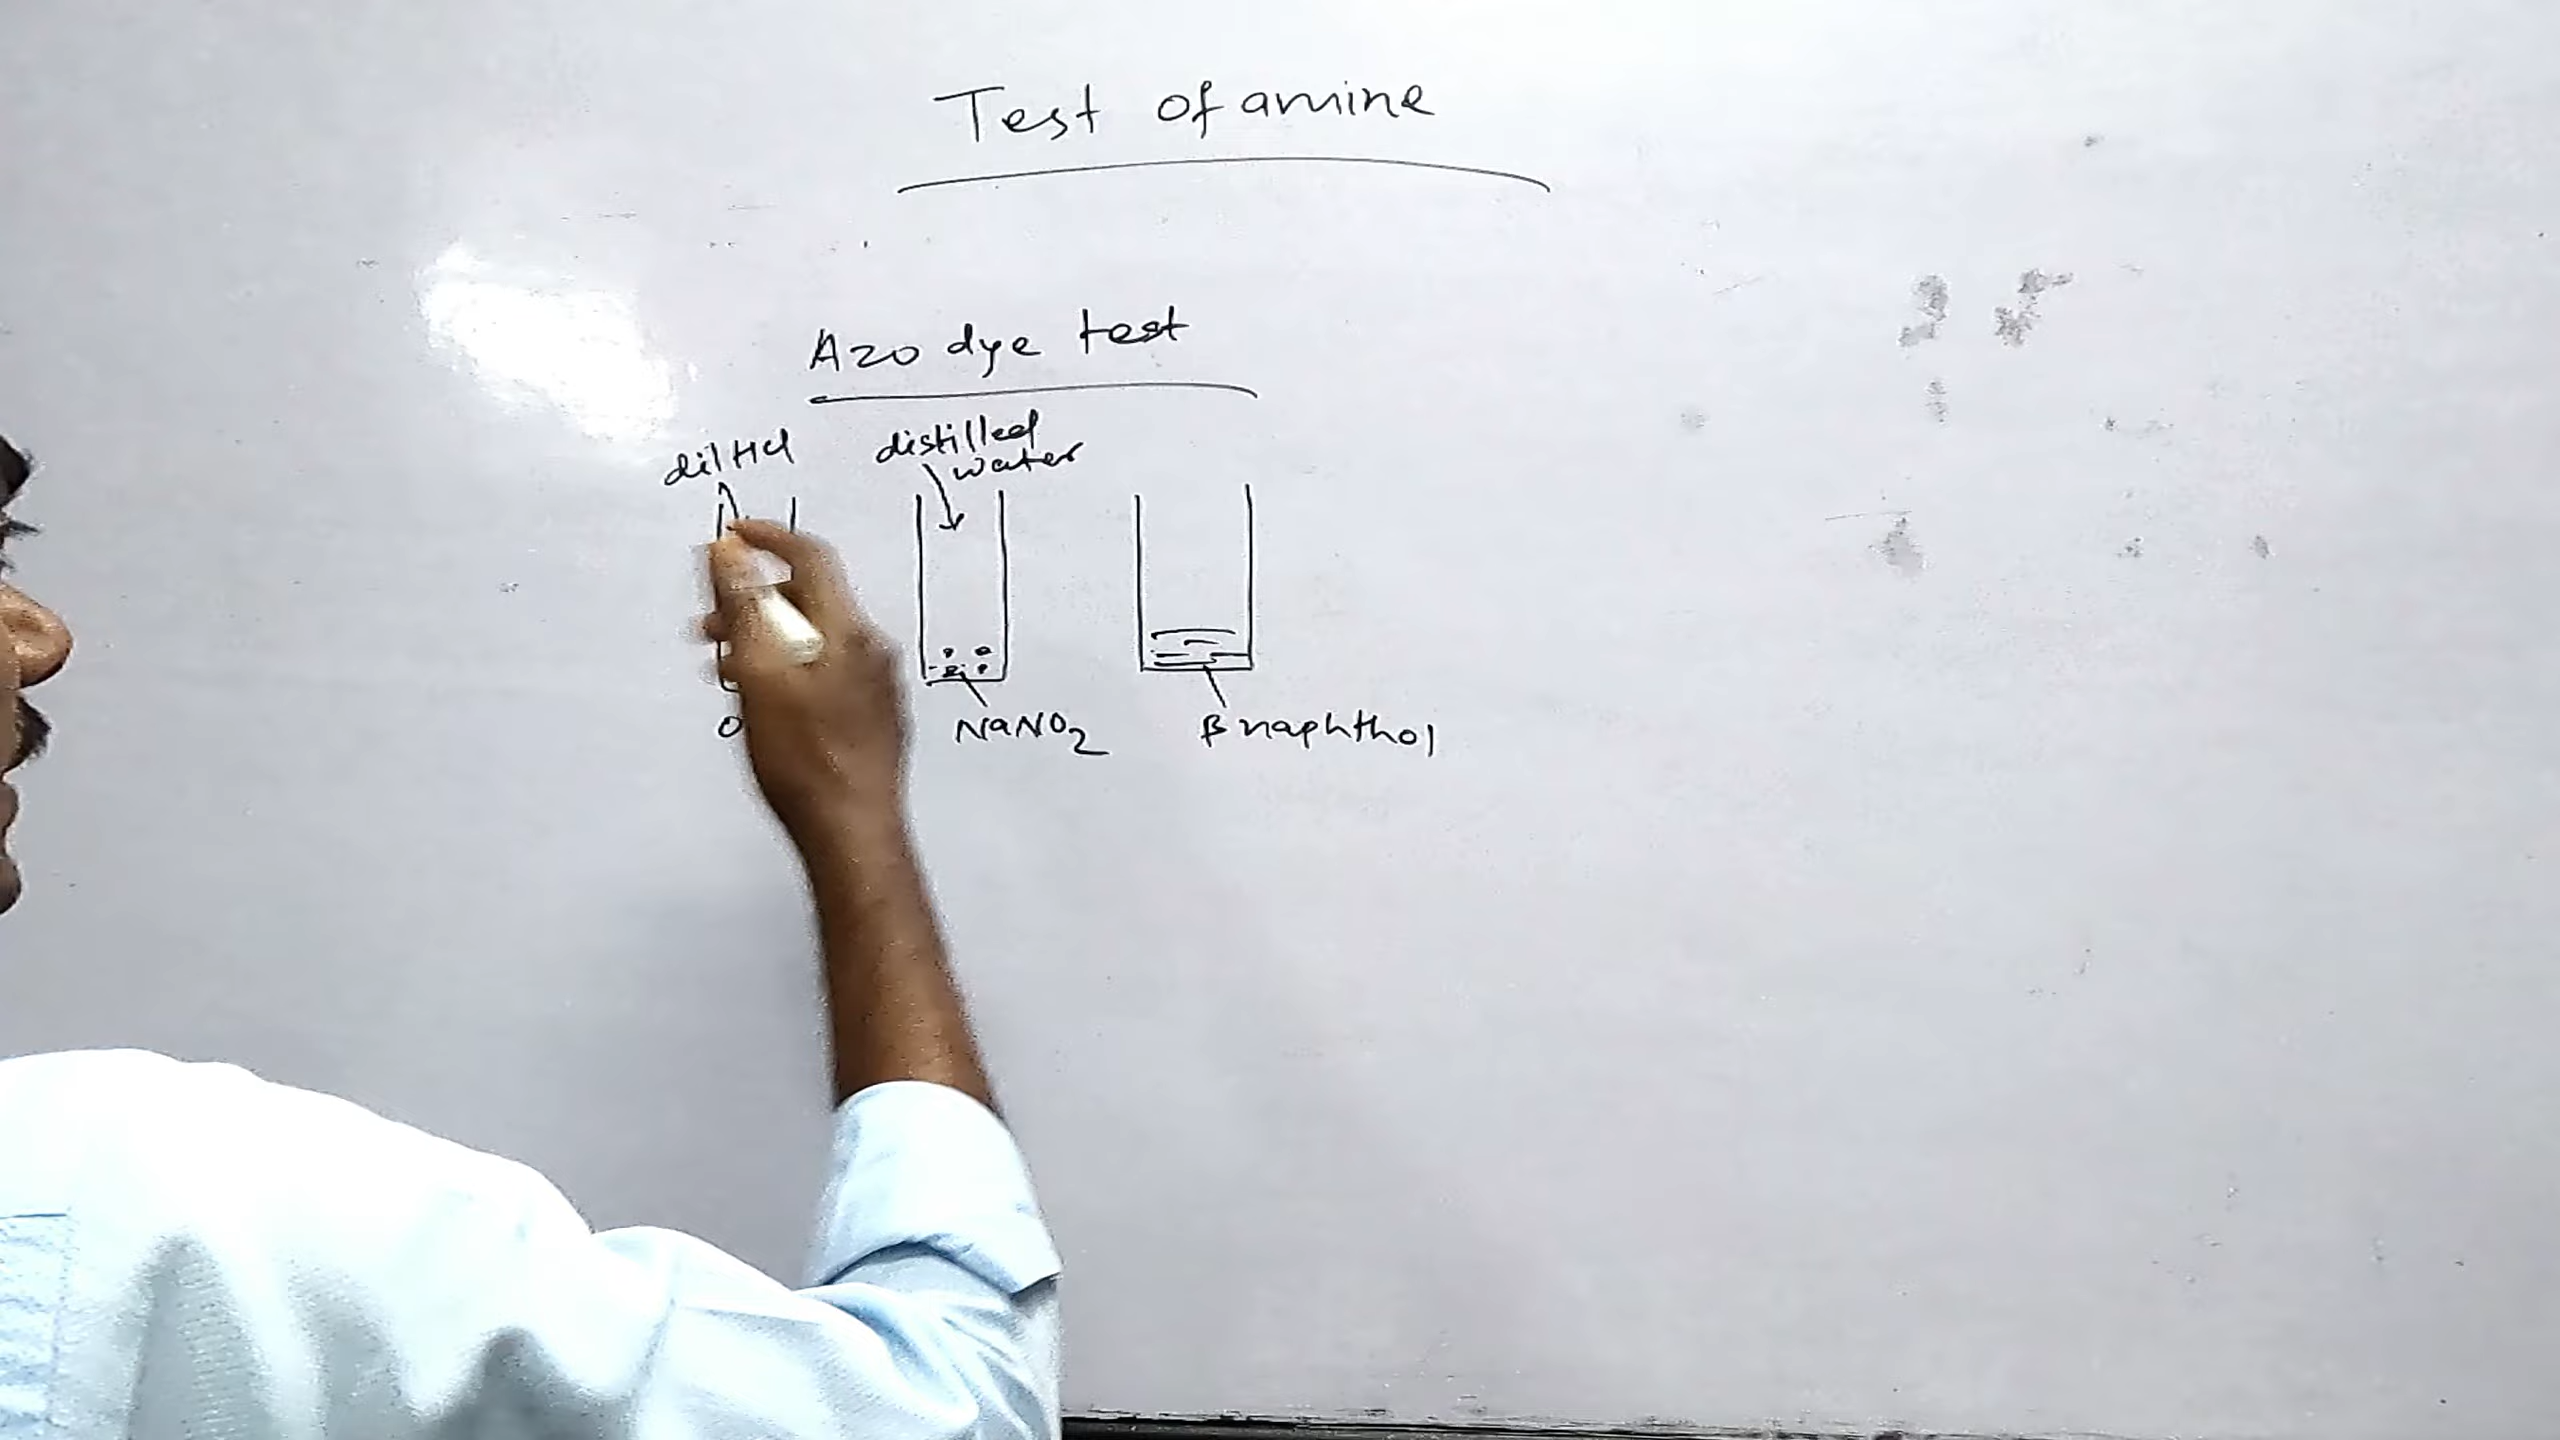 Test of amine
Azo dye test
dil HCl
distilled
water
NaNO2
β naphthol